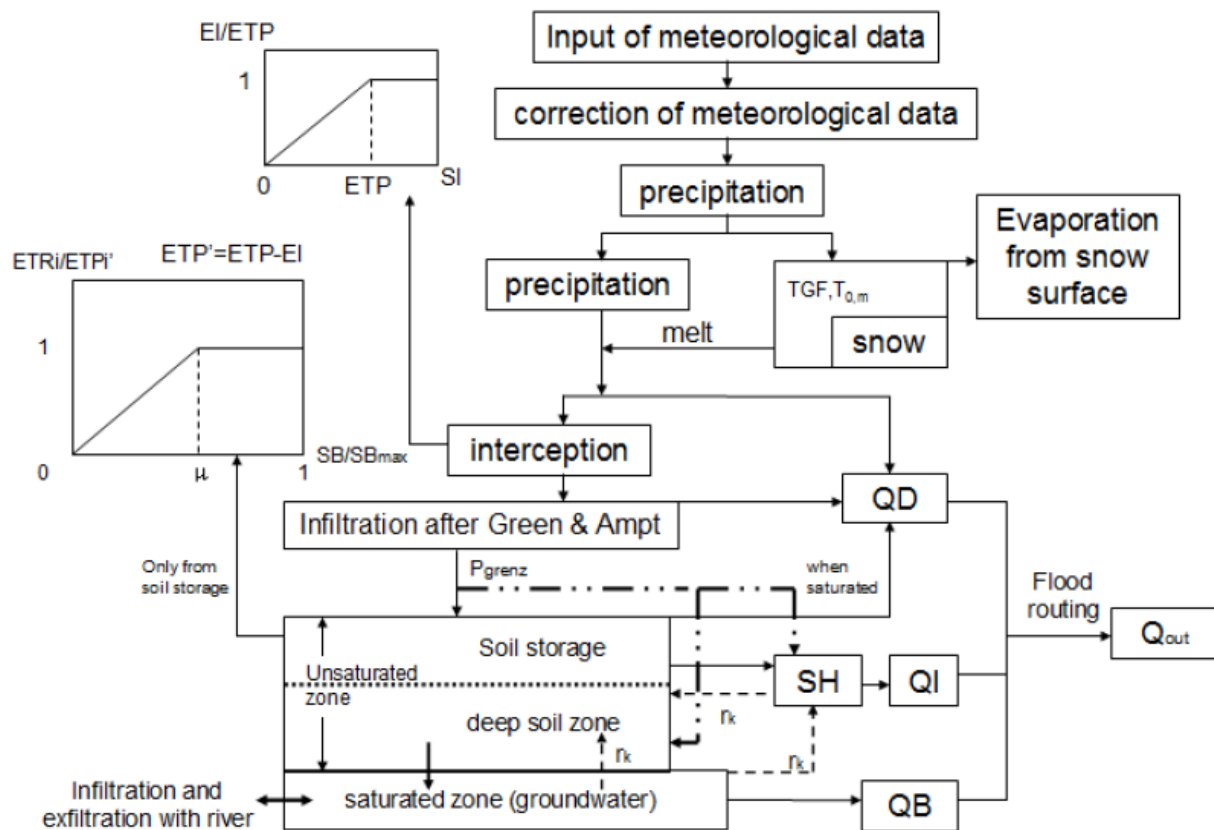 EI/ETP
1
0
ETP
SI
Input of meteorological data
correction of meteorological data
precipitation
Evaporation
from snow
surface
ETRi/ETPi'
ETP'=ETP-EI
1
0
μ
SB/SBmax
1
precipitation
TGF,T0,m
snow
melt
interception
QD
Infiltration after Green & Ampt
Only from
soil storage
Pgrenz
when
saturated
Flood
routing
Qout
Soil storage
Unsaturated
zone
deep soil zone
SH
QI
rk
rk
rk
Infiltration and
exfiltration with river
saturated zone (groundwater)
QB